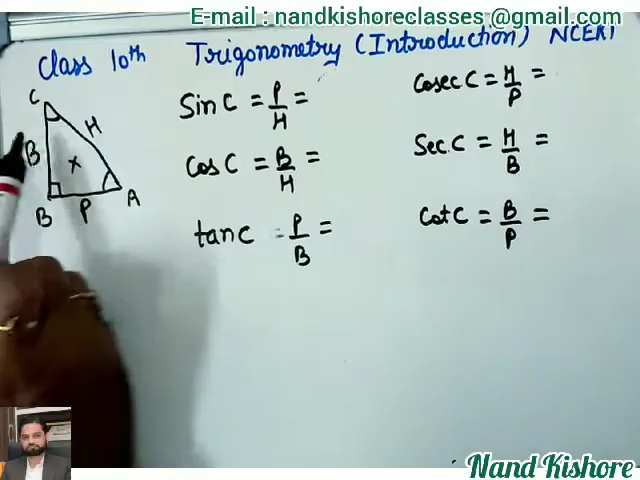 E-mail : nandkishoreclasses @gmail.com
Class 10th Trigonometry (Introduction) NCERT
C
H
B
x
B P A
Sin C = P/H =
Cos C = B/H =
tan C = P/B =
Cosec C = H/P =
Sec C = H/B =
Cot C = B/P =
Nand Kishore